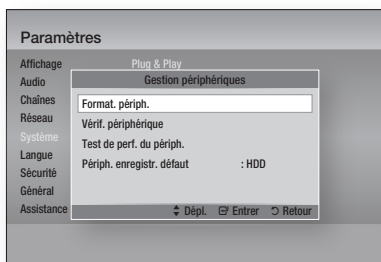 Paramètres
Affichage
Plug & Play
Audio
Gestion périphériques
Chaînes
Format. périph.
Réseau
Vérif. périphérique
Système
Test de perf. du périph.
Langue
Périph. enregistr. défaut : HDD
Sécurité
Général
Assistance
Dépl. Entrer Retour